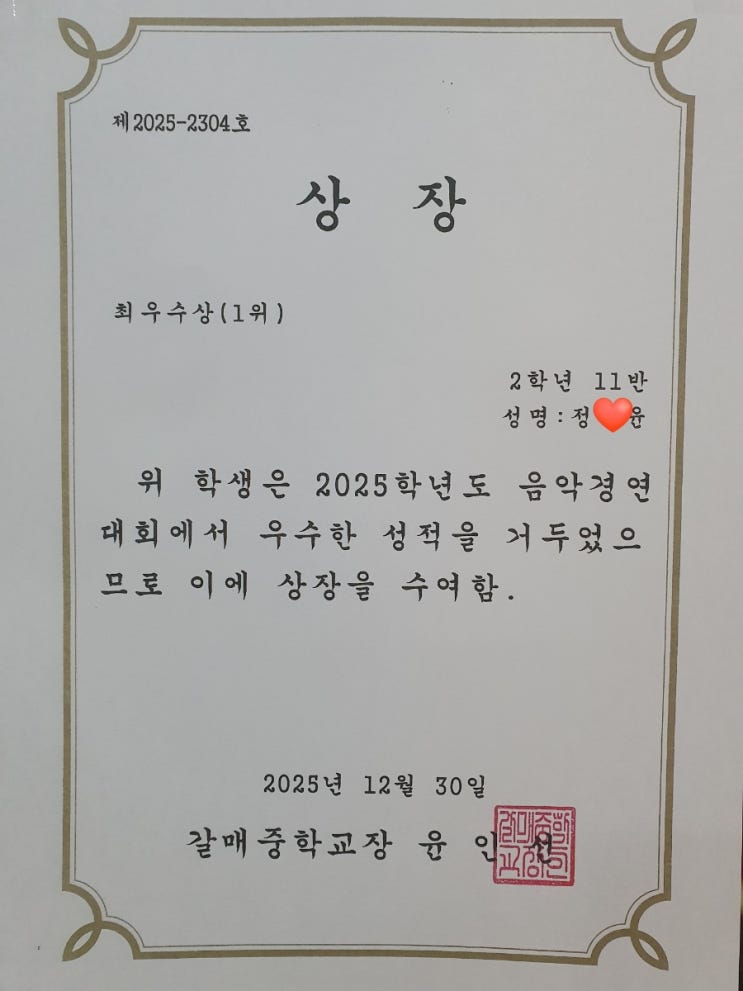 제2025-2304호
상 장
최우수상(1위)
2학년 11반
성명:정 윤
위 학생은 2025학년도 음악경연
대회에서 우수한 성적을 거두었으
므로 이에 상장을 수여함.
2025년 12월 30일
갈매중학교장 윤 인 선